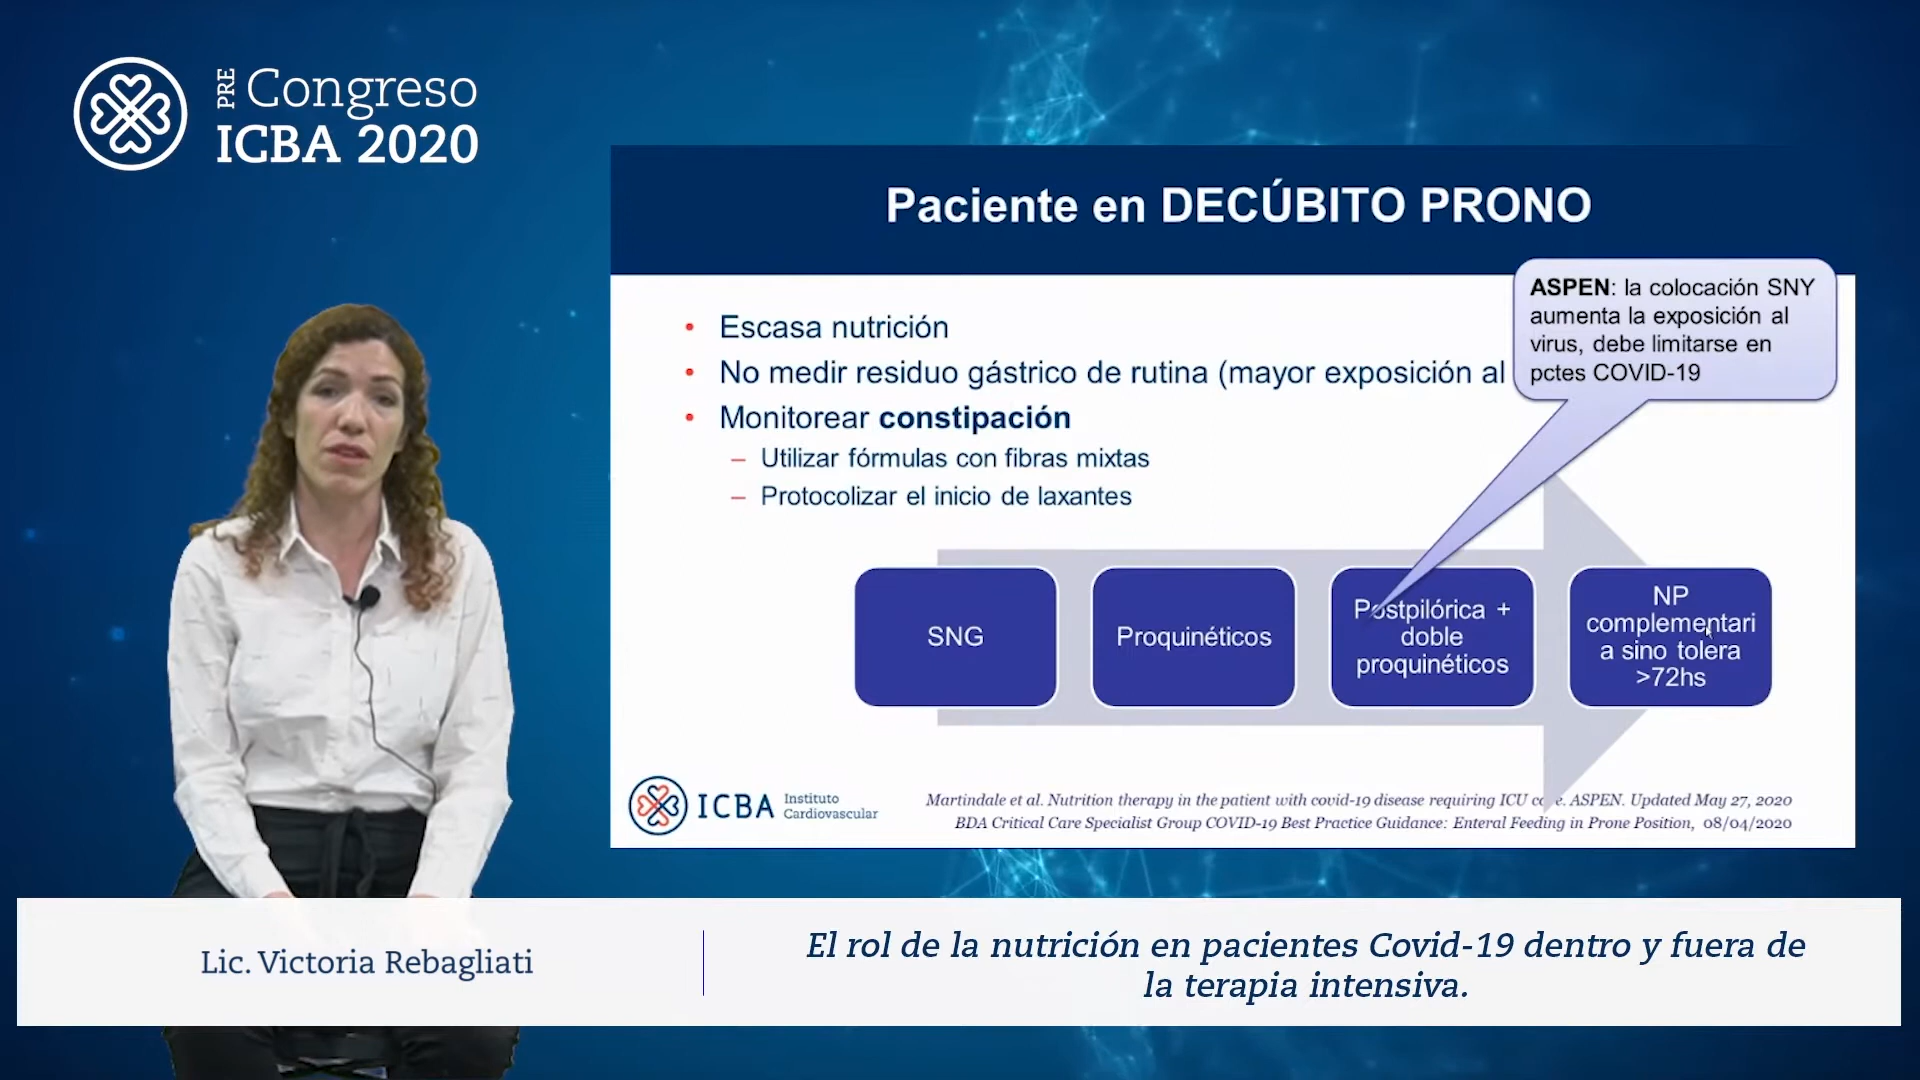 PRE Congreso
ICBA 2020
Paciente en DECÚBITO PRONO
ASPEN: la colocación SNY
aumenta la exposición al
virus, debe limitarse en
pctes COVID-19
• Escasa nutrición
• No medir residuo gástrico de rutina (mayor exposición al
• Monitorear constipación
– Utilizar fórmulas con fibras mixtas
– Protocolizar el inicio de laxantes
SNG
Proquinéticos
Postpilórica +
doble
proquinéticos
NP
complementari
a sino tolera
>72hs
ICBA Instituto
Cardiovascular
Martindale et al. Nutrition therapy in the patient with covid-19 disease requiring ICU care. ASPEN. Updated May 27, 2020
BDA Critical Care Specialist Group COVID-19 Best Practice Guidance: Enteral Feeding in Prone Position, 08/04/2020
Lic. Victoria Rebagliati
El rol de la nutrición en pacientes Covid-19 dentro y fuera de
la terapia intensiva.